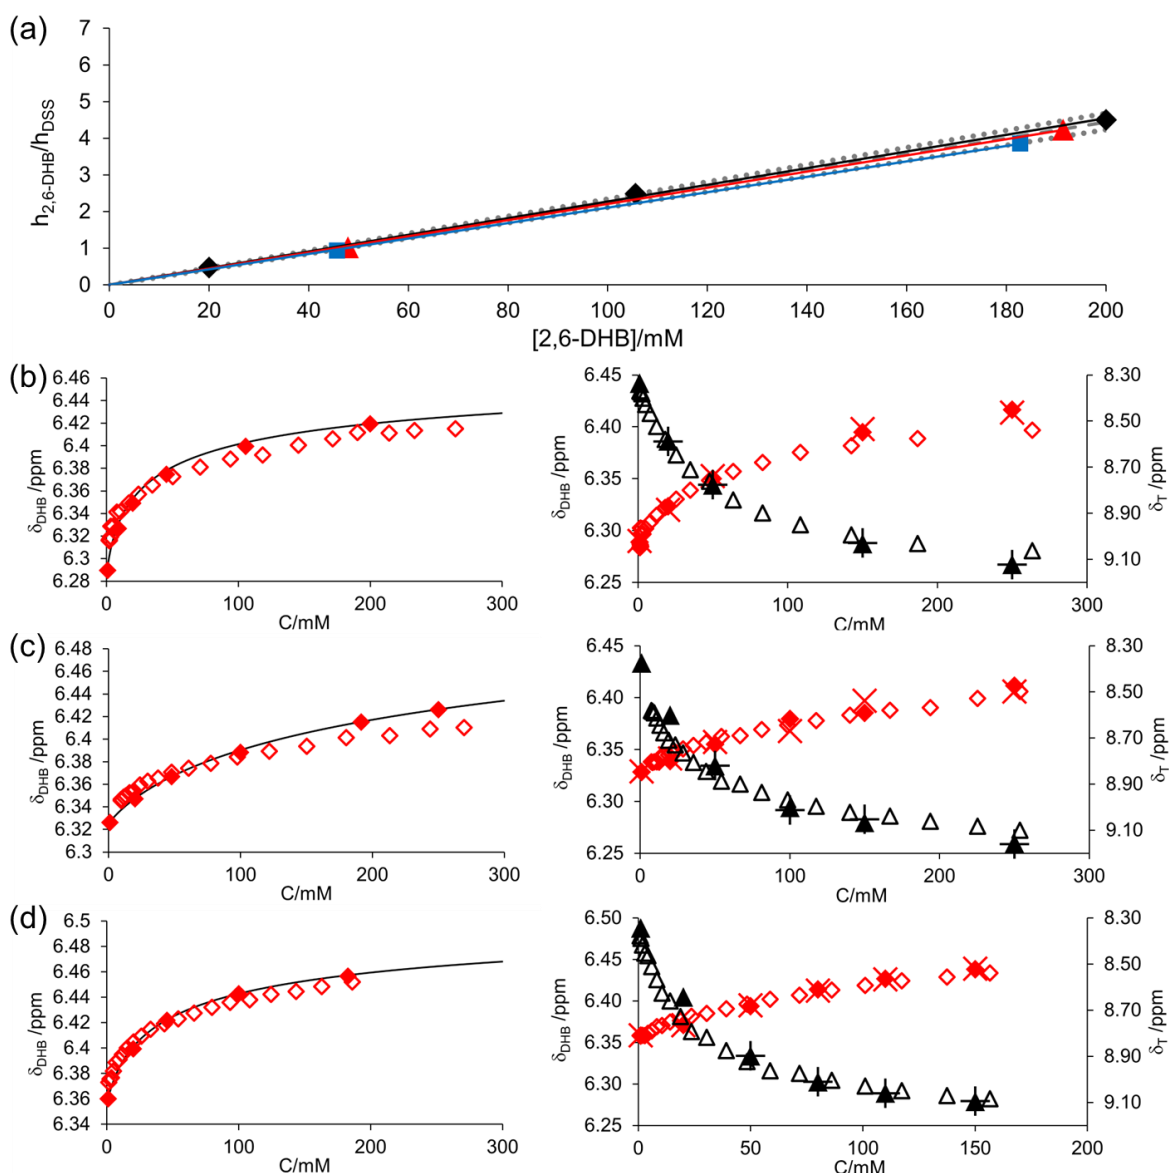 (a)
7
6
5
4
3
2
1
0
h2,6-DHB/hDSS
0 20 40 60 80 100 120 140 160 180 200
[2,6-DHB]/mM
(b)
6.46
6.44
6.42
6.4
6.38
6.36
6.34
6.32
6.3
6.28
δDHB /ppm
0 100 200 300
C/mM
6.45
6.40
6.35
6.30
6.25
δDHB /ppm
8.30
8.50
8.70
8.90
9.10
δT /ppm
0 100 200 300
C/mM
(c)
6.48
6.46
6.44
6.42
6.4
6.38
6.36
6.34
6.32
6.3
δDHB /ppm
0 100 200 300
C/mM
6.45
6.40
6.35
6.30
6.25
δDHB /ppm
8.30
8.50
8.70
8.90
9.10
δT /ppm
0 100 200 300
C/mM
(d)
6.5
6.48
6.46
6.44
6.42
6.4
6.38
6.36
6.34
δDHB /ppm
0 100 200 300
C/mM
6.50
6.45
6.40
6.35
6.30
6.25
δDHB /ppm
8.30
8.50
8.70
8.90
9.10
δT /ppm
0 50 100 150 200
C/mM